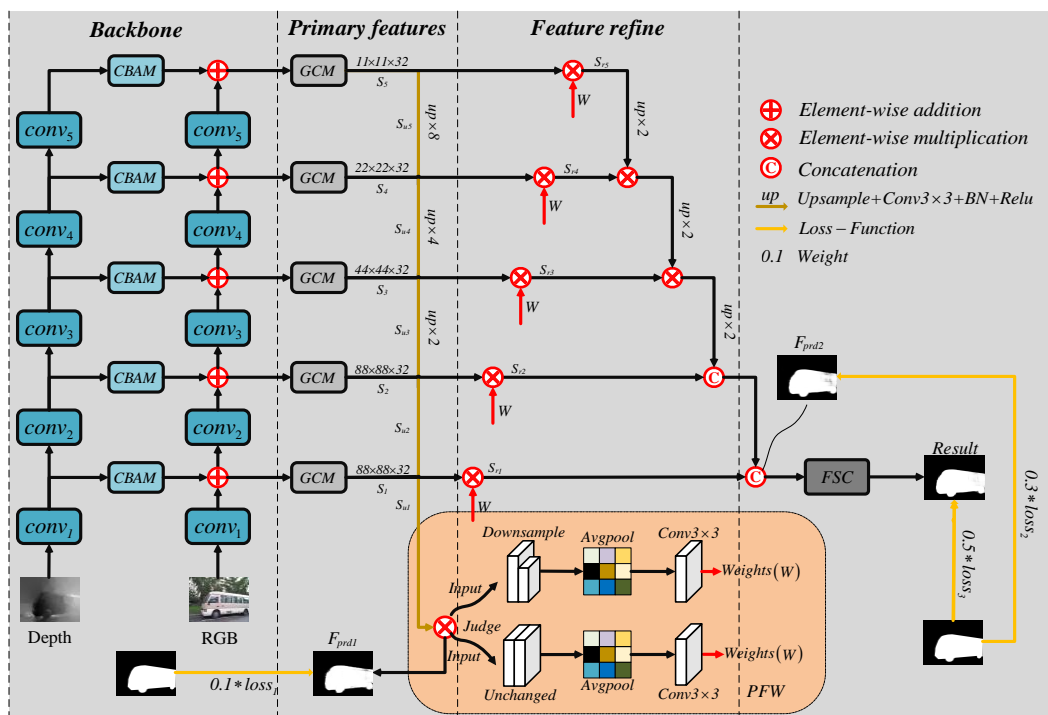 Backbone
Primary features
Feature refine
CBAM
GCM
11×11×32
S5
Sr5
W
up×8
Su5
up×2
conv5
conv5
Element-wise addition
Element-wise multiplication
C Concatenation
up Upsample+Conv3×3+BN+Relu
Loss-Function
0.1 Weight
CBAM
GCM
22×22×32
S4
Sr4
W
up×4
Su4
up×2
conv4
conv4
CBAM
GCM
44×44×32
S3
Sr3
W
up×2
Su3
up×2
conv3
conv3
Fprd2
CBAM
GCM
88×88×32
S2
Sr2
C
W
Su2
conv2
conv2
CBAM
GCM
88×88×32
S1
Sr1
C
FSC
Result
W
Su1
conv1
conv1
0.3*loss2
0.5*loss3
Depth
RGB
Downsample
Avgpool
Conv3×3
Weights(W)
Input
Judge
Input
Unchanged
Avgpool
Conv3×3
Weights(W)
PFW
Fprd1
0.1*loss1